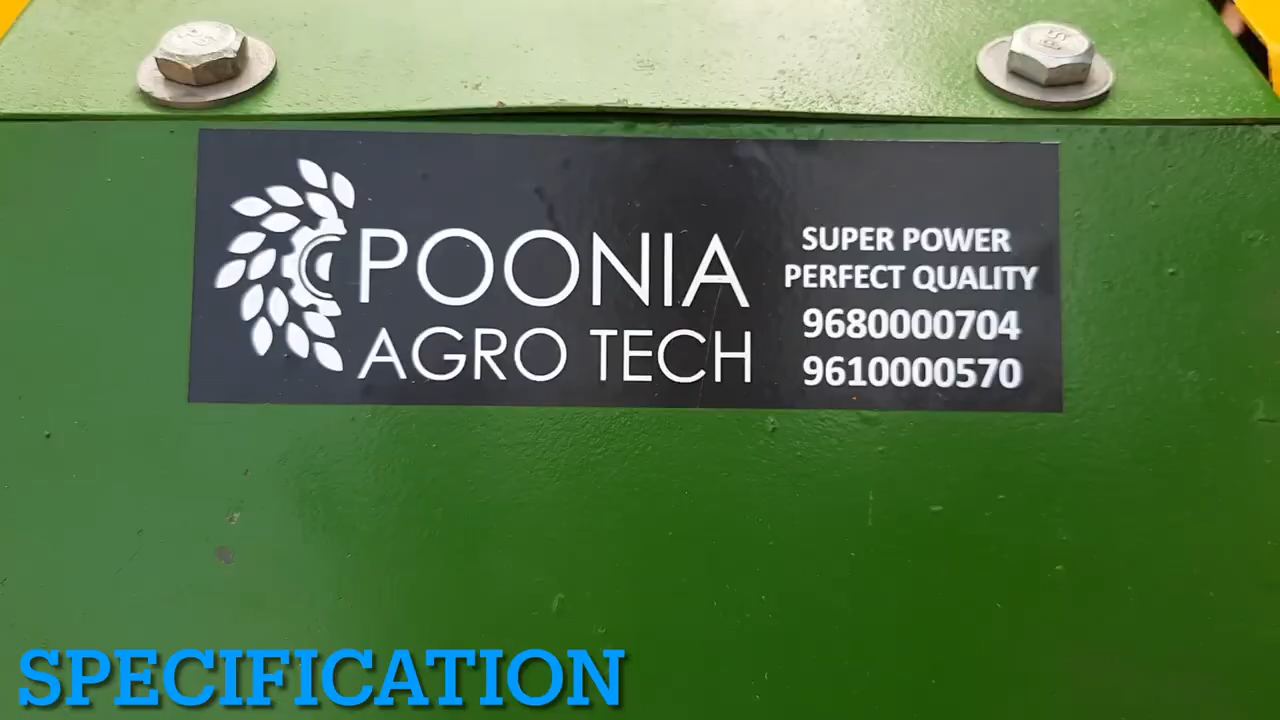 POONIA
AGRO TECH
SUPER POWER
PERFECT QUALITY
9680000704
9610000570
SPECIFICATION